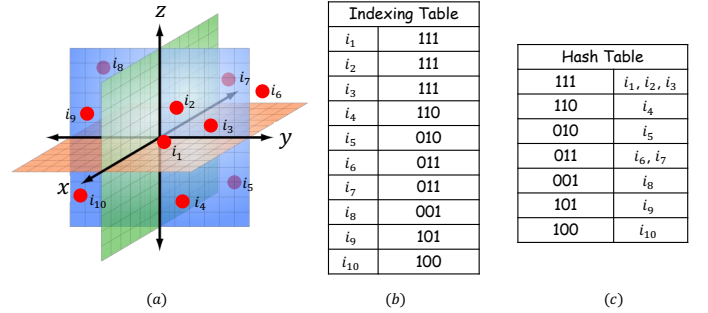 z
y
x
i₁
i₂
i₃
i₄
i₅
i₆
i₇
i₈
i₉
i₁₀
(a)
Indexing Table
i₁ 111
i₂ 111
i₃ 111
i₄ 110
i₅ 010
i₆ 011
i₇ 011
i₈ 001
i₉ 101
i₁₀ 100
(b)
Hash Table
111 i₁, i₂, i₃
110 i₄
010 i₅
011 i₆, i₇
001 i₈
101 i₉
100 i₁₀
(c)